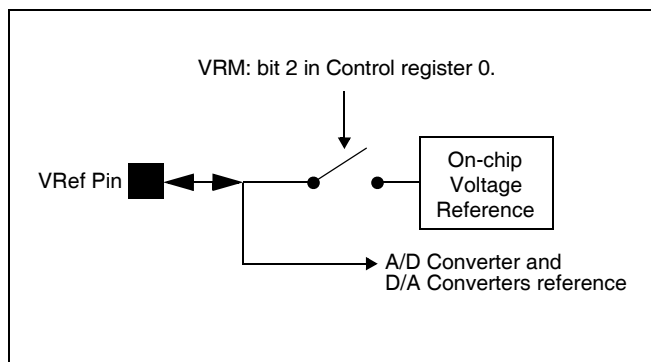 VRM: bit 2 in Control register 0.
VRef Pin
On-chip
Voltage
Reference
A/D Converter and
D/A Converters reference